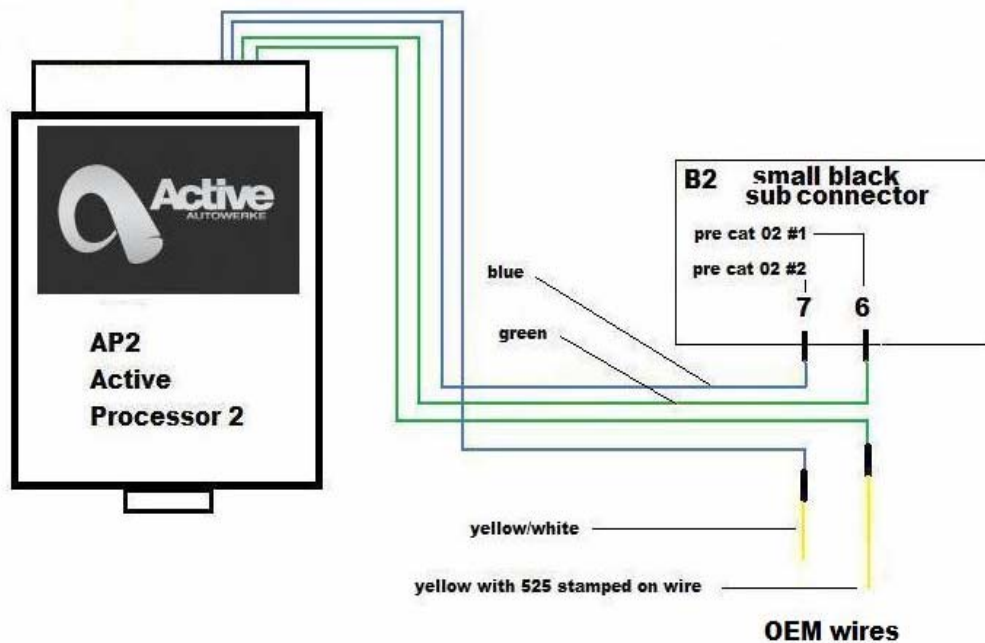 Active
AUTOWERKE
AP2
Active
Processor 2
B2 small black
sub connector
pre cat 02 #1
pre cat 02 #2
7 6
blue
green
yellow/white
yellow with 525 stamped on wire
OEM wires